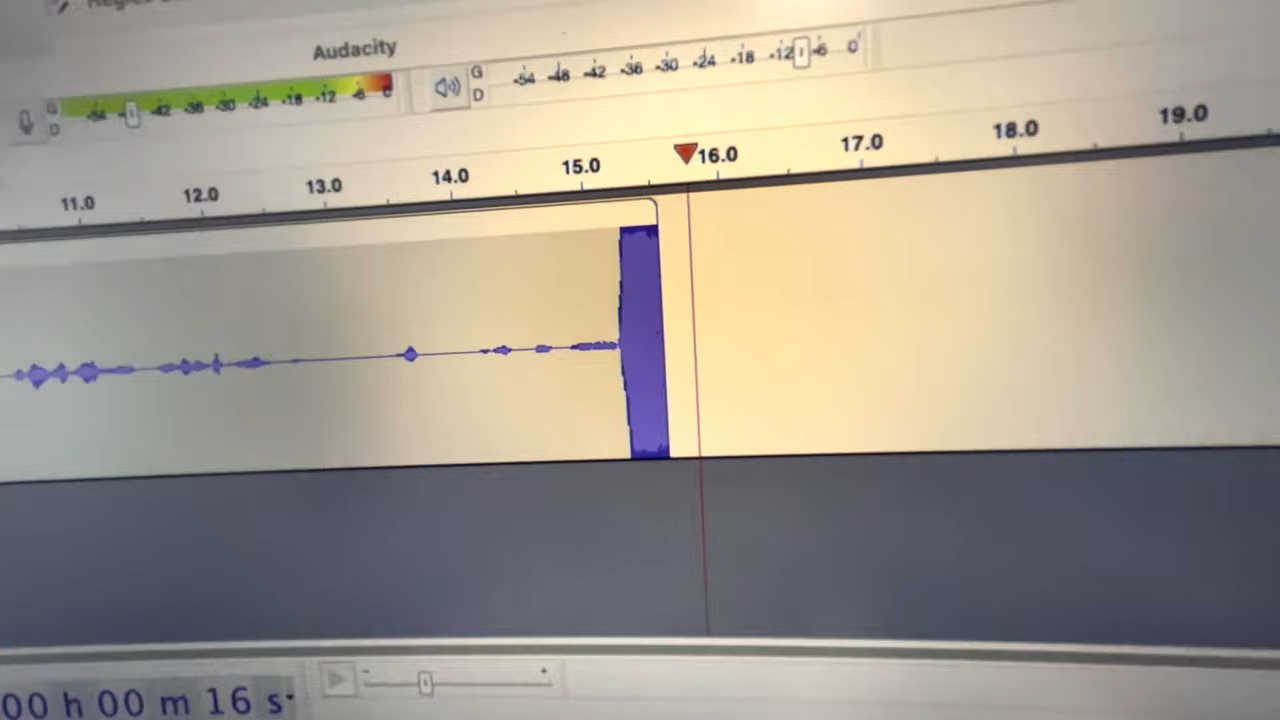 Audacity
G
D
-54 -42 -36 -30 -24 -18 -12 -6 0
G
D
-54 -48 -42 -36 -30 -24 -18 -12 -6 0
11.0 12.0 13.0 14.0 15.0 16.0 17.0 18.0 19.0
- +
00 h 00 m 16 s